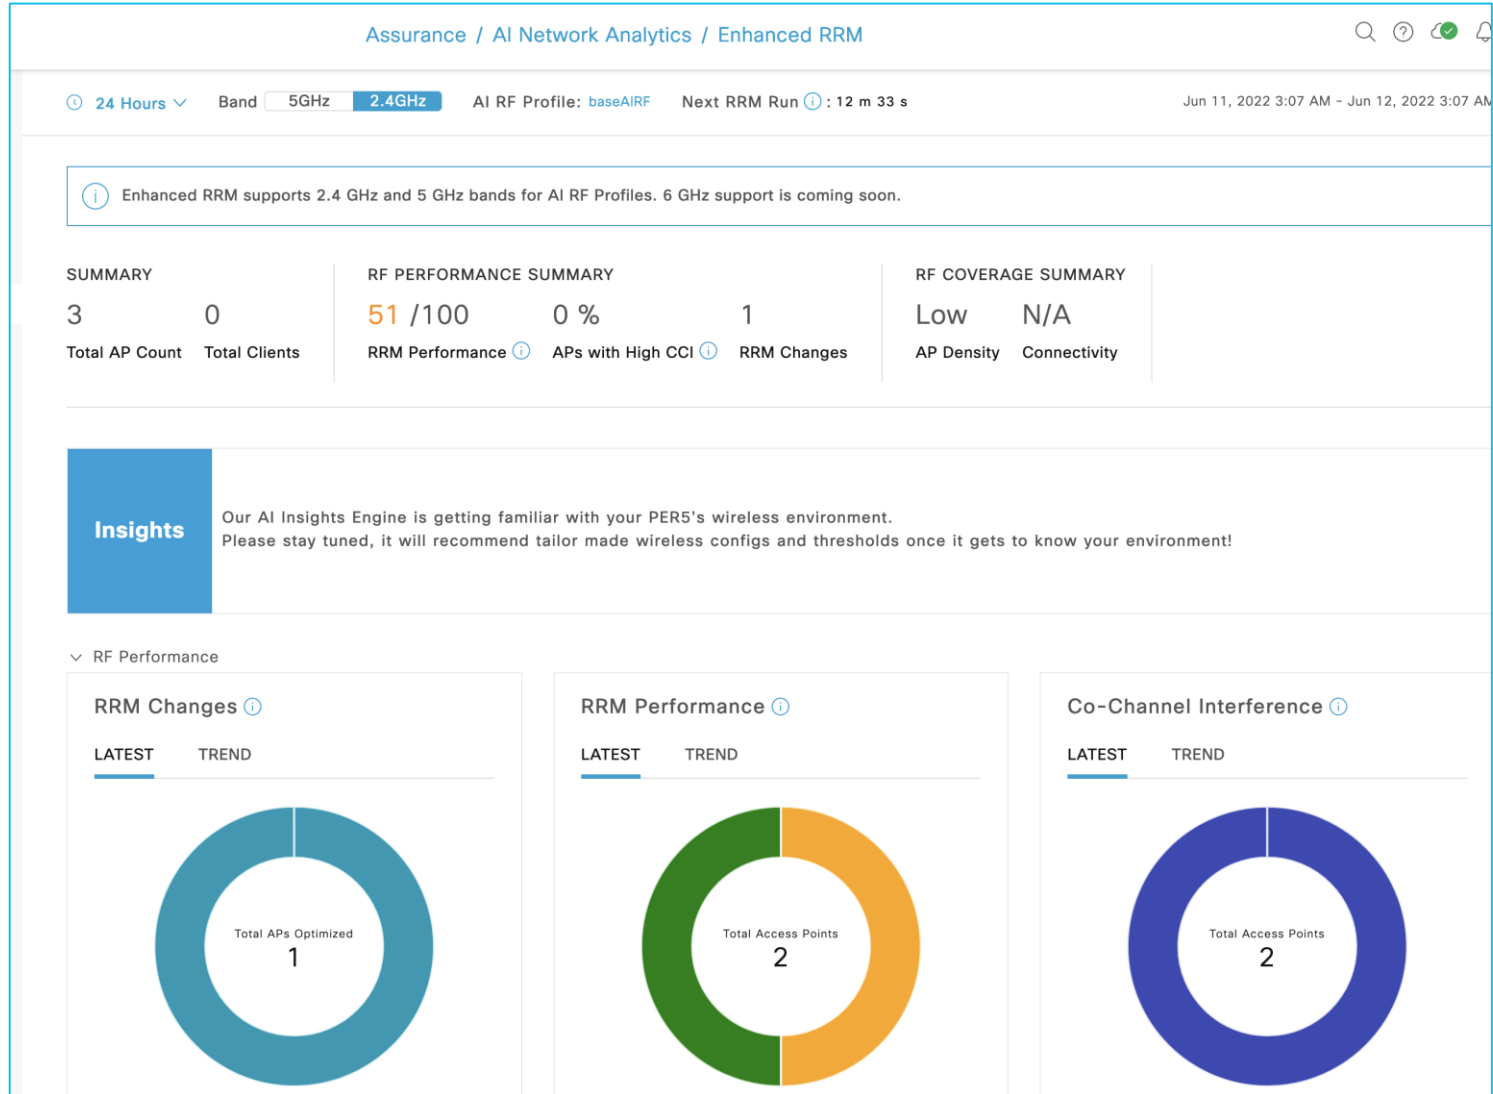 Assurance / AI Network Analytics / Enhanced RRM
24 Hours Band 5GHz 2.4GHz AI RF Profile: baseAIRF Next RRM Run : 12 m 33 s Jun 11, 2022 3:07 AM - Jun 12, 2022 3:07 AM
Enhanced RRM supports 2.4 GHz and 5 GHz bands for AI RF Profiles. 6 GHz support is coming soon.
SUMMARY RF PERFORMANCE SUMMARY RF COVERAGE SUMMARY
3 0 51 /100 0 % 1 Low N/A
Total AP Count Total Clients RRM Performance APs with High CCI RRM Changes AP Density Connectivity
Insights
Our AI Insights Engine is getting familiar with your PER5's wireless environment.
Please stay tuned, it will recommend tailor made wireless configs and thresholds once it gets to know your environment!
RF Performance
RRM Changes
LATEST TREND
Total APs Optimized
1
RRM Performance
LATEST TREND
Total Access Points
2
Co-Channel Interference
LATEST TREND
Total Access Points
2